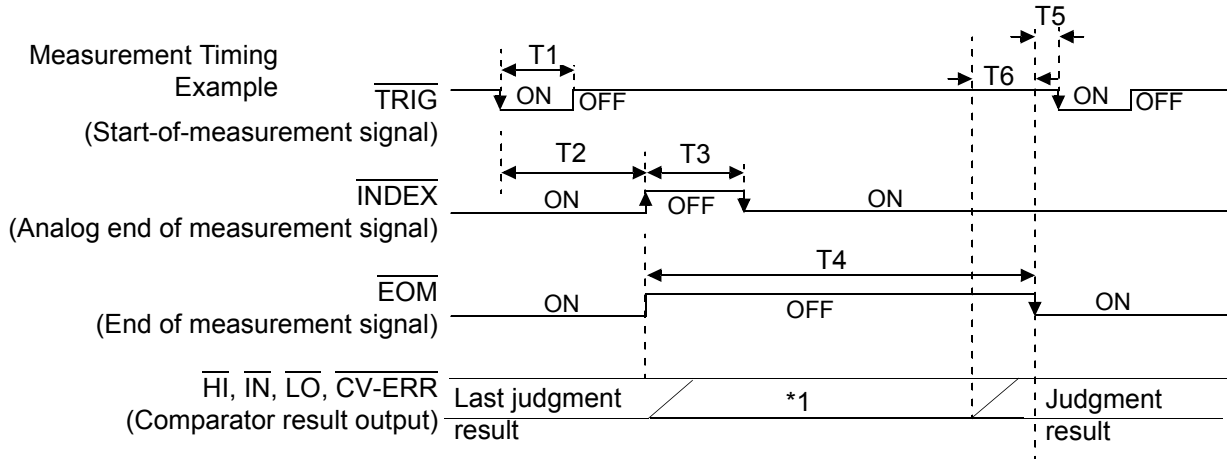 T5
Measurement Timing
Example
T1
T6
TRIG
ON
OFF
ON
OFF
(Start-of-measurement signal)
T2
T3
INDEX
ON
OFF
ON
(Analog end of measurement signal)
T4
EOM
ON
OFF
ON
(End of measurement signal)
HI, IN, LO, CV-ERR
(Comparator result output)
Last judgment
result
*1
Judgment
result